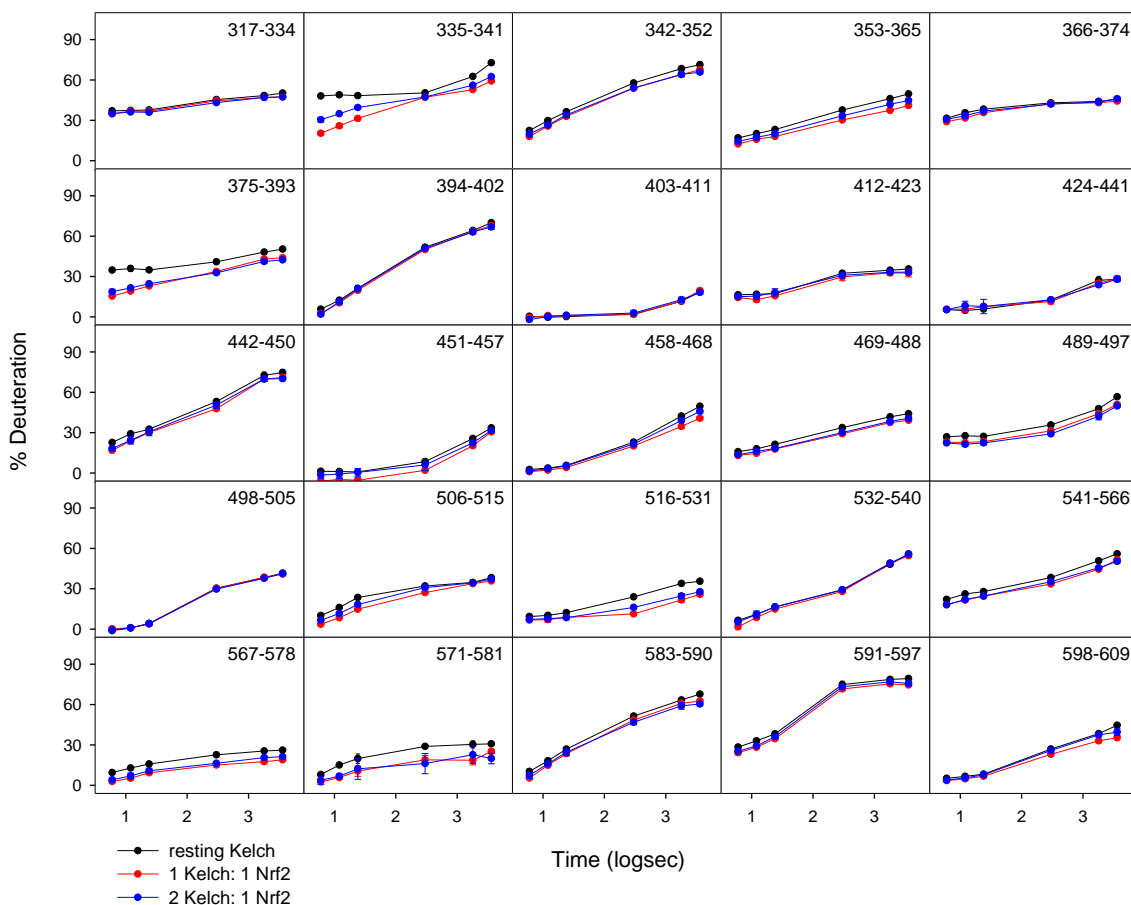 90 60 30 0 317-334 335-341 342-352 353-365 366-374
90 60 30 0 375-393 394-402 403-411 412-423 424-441
% Deuteration
90 60 30 0 442-450 451-457 458-468 469-488 489-497
90 60 30 0 498-505 506-515 516-531 532-540 541-566
90 60 30 0 567-578 571-581 583-590 591-597 598-609
1 2 3 1 2 3 1 2 3 1 2 3 1 2 3
Time (logsec)
resting Kelch
1 Kelch: 1 Nrf2
2 Kelch: 1 Nrf2